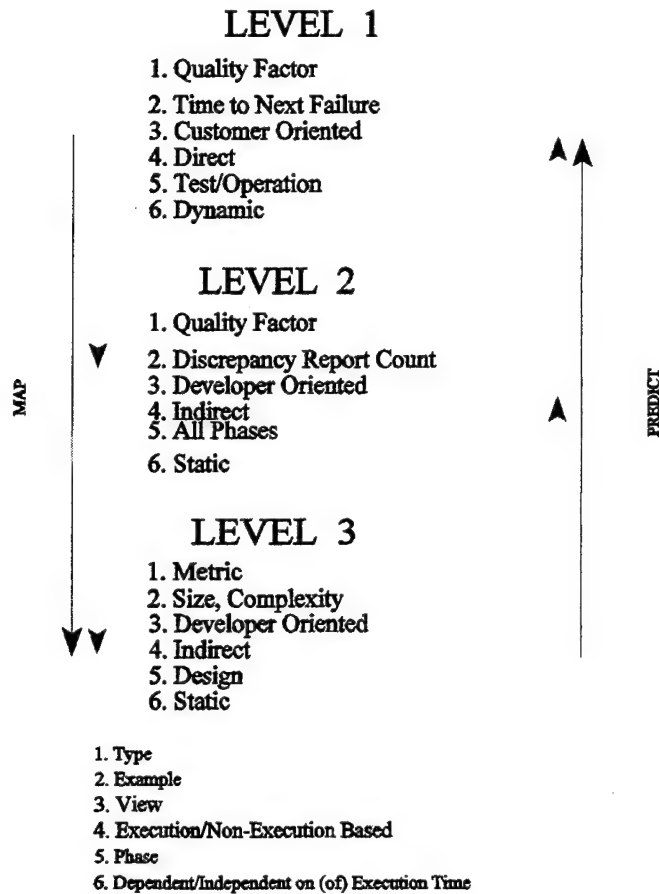 LEVEL 1
1. Quality Factor
2. Time to Next Failure
3. Customer Oriented
4. Direct
5. Test/Operation
6. Dynamic
LEVEL 2
1. Quality Factor
2. Discrepancy Report Count
3. Developer Oriented
4. Indirect
5. All Phases
6. Static
MAP
PREDICT
LEVEL 3
1. Metric
2. Size, Complexity
3. Developer Oriented
4. Indirect
5. Design
6. Static
1. Type
2. Example
3. View
4. Execution/Non-Execution Based
5. Phase
6. Dependent/Independent on (of) Execution Time